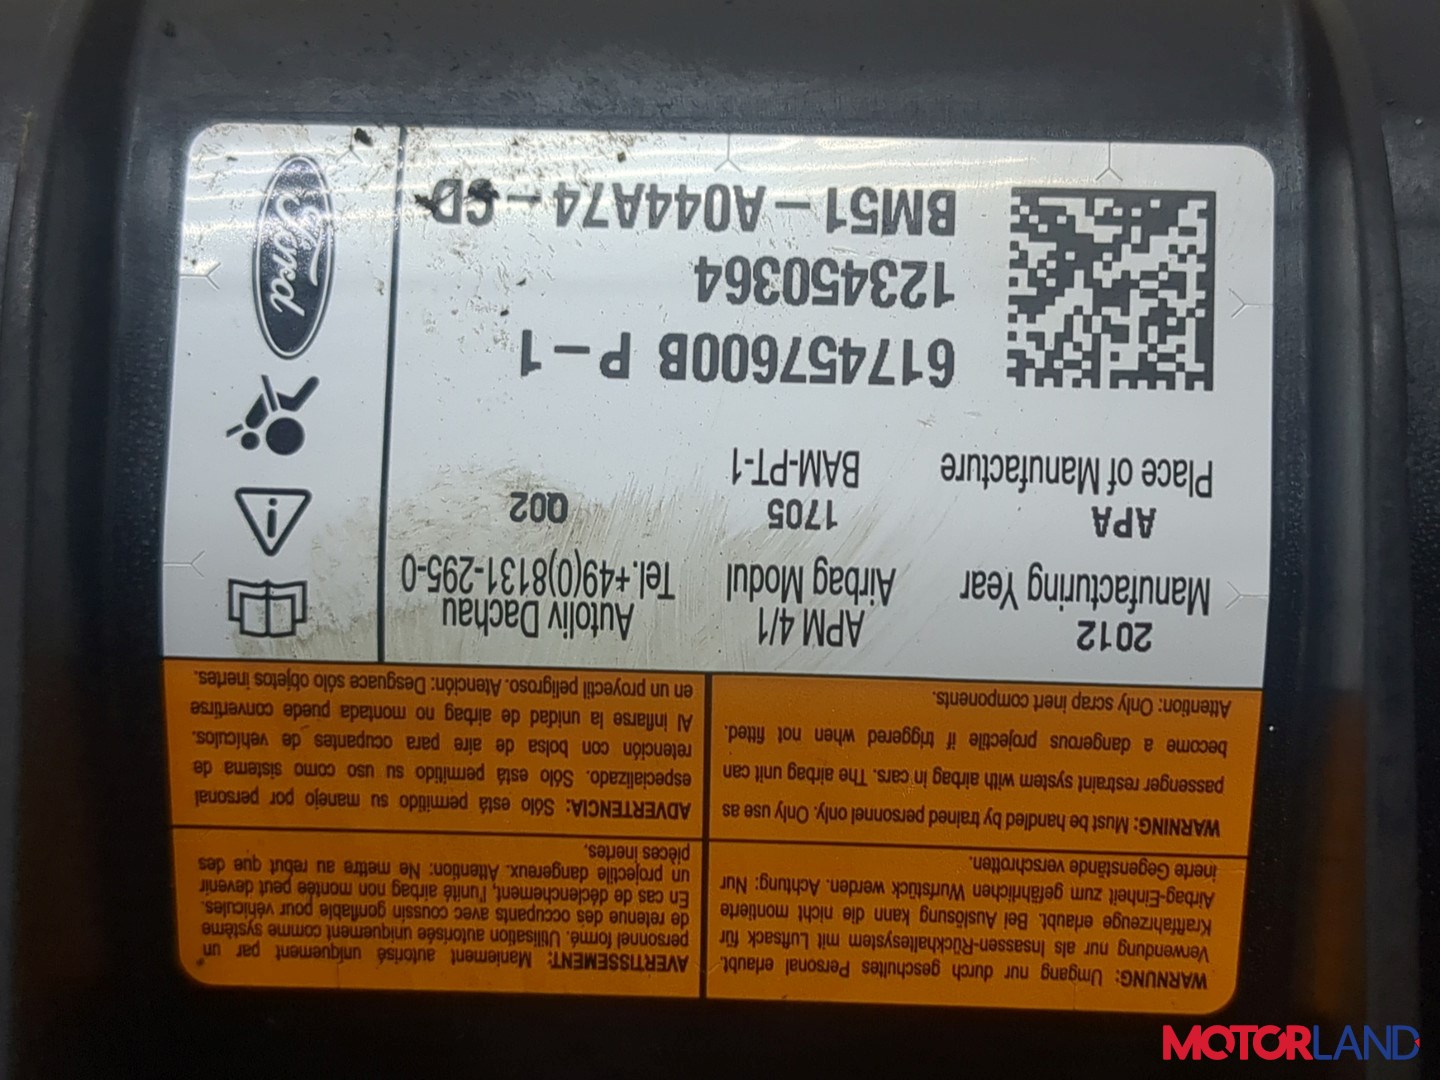 WARNUNG: Umgang nur durch geschultes Personal erlaubt.
Verwendung nur als Insassen-Rückhaltesystem mit Luftsack für
Kraftfahrzeuge erlaubt. Bei Auslösung kann die nicht montierte
Airbag-Einheit zum gefährlichen Wurfstück werden. Achtung: Nur
inerte Gegenstände verschrotten.
AVERTISSEMENT: Maniement autorisé uniquement par un
personnel formé. Utilisation autorisée uniquement comme système
de retenue des occupants avec coussin gonflable pour véhicules.
En cas de déclenchement, l'unité airbag non montée peut devenir
un projectile dangereux. Attention: Ne mettre au rebut que des
pièces inertes.
WARNING: Must be handled by trained personnel only. Only use as
passenger restraint system with airbag in cars. The airbag unit can
become a dangerous projectile if triggered when not fitted.
Attention: Only scrap inert components.
ADVERTENCIA: Sólo está permitido su manejo por personal
especializado. Sólo está permitido su uso como sistema de
retención con bolsa de aire para ocupantes de vehículos.
Al inflarse la unidad de airbag no montada puede convertirse
en un proyectil peligroso. Atención: Desguace sólo objetos inertes.
2012
Manufacturing Year
APM 4/1
Airbag Modul
Autoliv Dachau
Tel.+49(0)8131-295-0
APA
Place of Manufacture
1705
BAM-PT-1
Q02
617457600B P-1
123450364
BM51-A044A74-CD
Ford
MOTORLAND